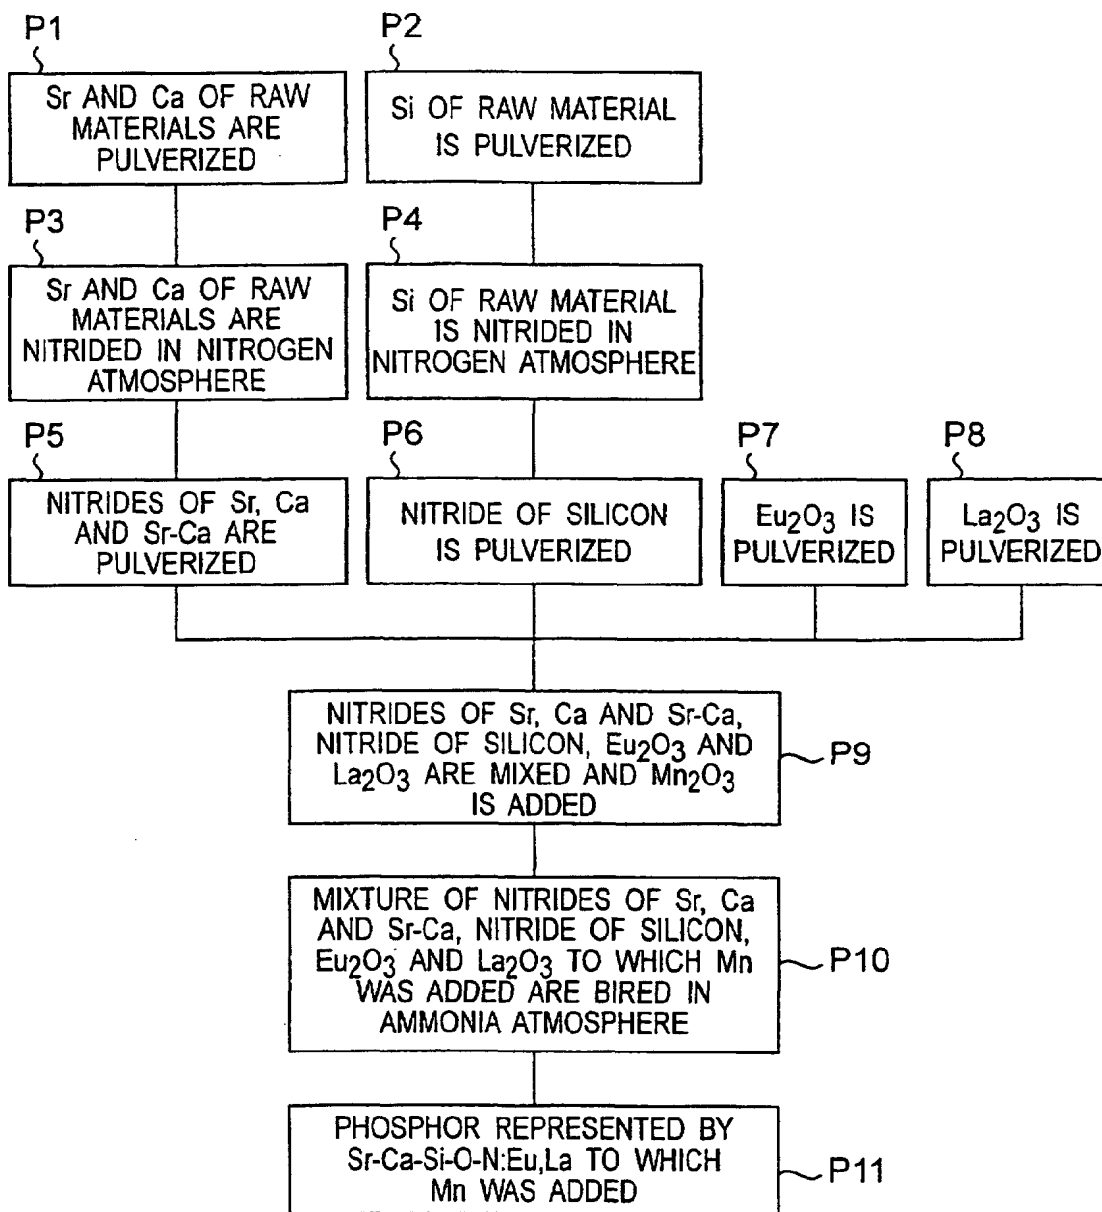 P1
Sr AND Ca OF RAW
MATERIALS ARE
PULVERIZED
P2
Si OF RAW MATERIAL
IS PULVERIZED
P3
Sr AND Ca OF RAW
MATERIALS ARE
NITRIDED IN NITROGEN
ATMOSPHERE
P4
Si OF RAW MATERIAL
IS NITRIDED IN
NITROGEN ATMOSPHERE
P5
NITRIDES OF Sr, Ca
AND Sr-Ca ARE
PULVERIZED
P6
NITRIDE OF SILICON
IS PULVERIZED
P7
Eu₂O₃ IS
PULVERIZED
P8
La₂O₃ IS
PULVERIZED
NITRIDES OF Sr, Ca AND Sr-Ca,
NITRIDE OF SILICON, Eu₂O₃ AND
La₂O₃ ARE MIXED AND Mn₂O₃
IS ADDED
P9
MIXTURE OF NITRIDES OF Sr, Ca
AND Sr-Ca, NITRIDE OF SILICON,
Eu₂O₃ AND La₂O₃ TO WHICH Mn
WAS ADDED ARE BIRED IN
AMMONIA ATMOSPHERE
P10
PHOSPHOR REPRESENTED BY
Sr-Ca-Si-O-N:Eu,La TO WHICH
Mn WAS ADDED
P11